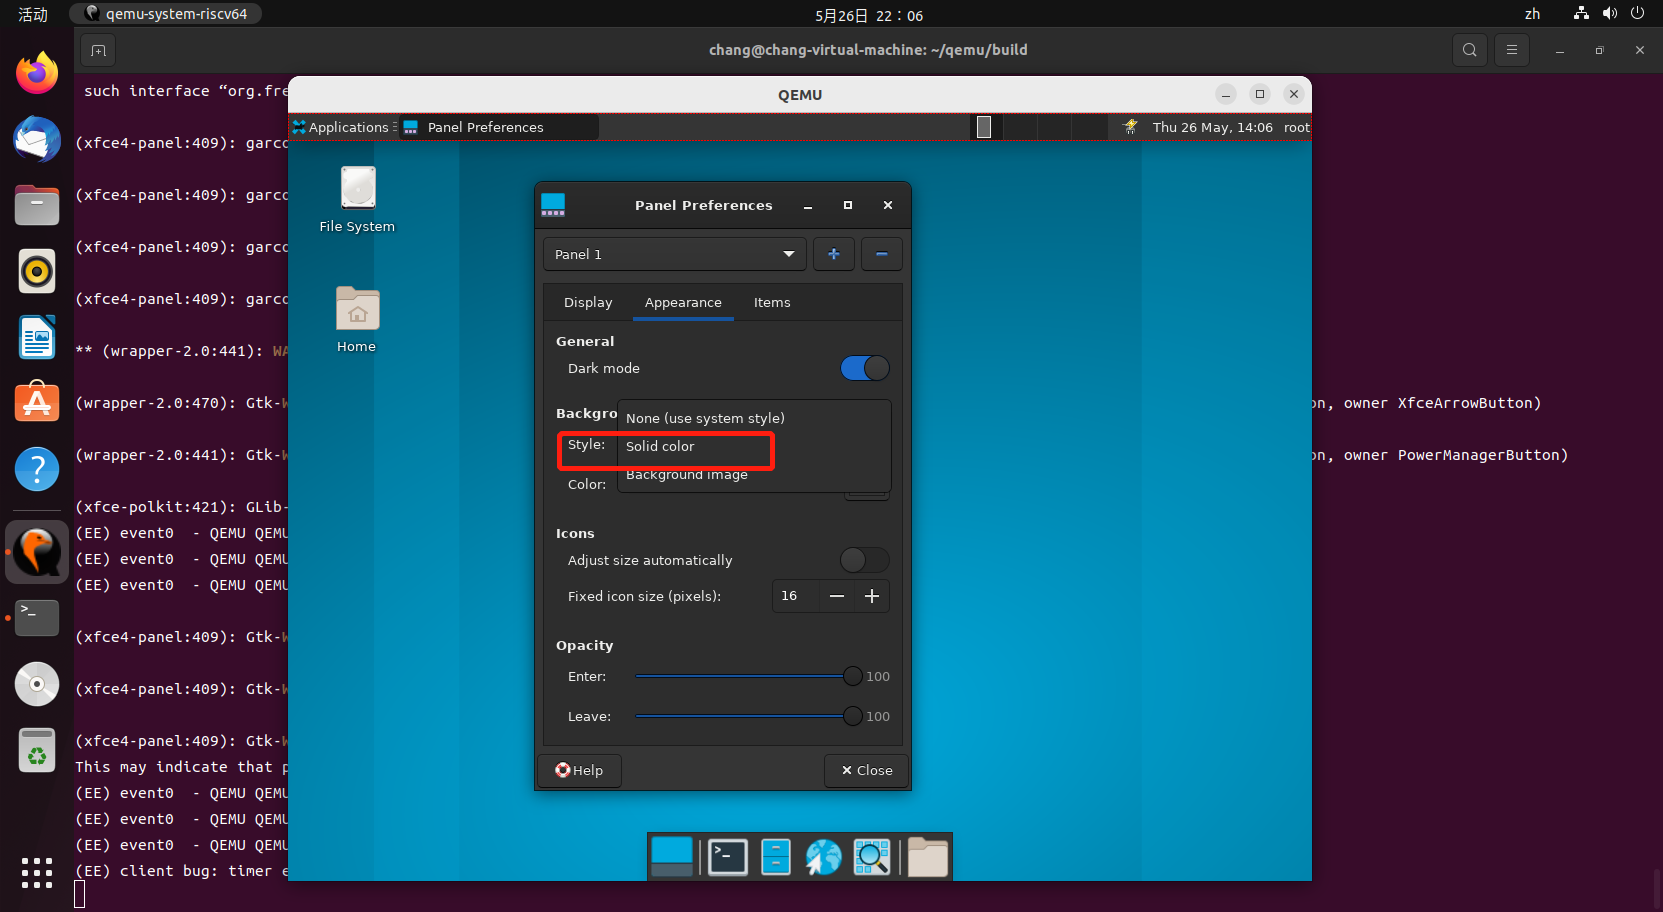 活动
qemu-system-riscv64
5月26日 22：06
zh
chang@chang-virtual-machine: ~/qemu/build
such interface “org.fre
(xfce4-panel:409): garco
(xfce4-panel:409): garco
(xfce4-panel:409): garco
(xfce4-panel:409): garco
** (wrapper-2.0:441): WA
(wrapper-2.0:470): Gtk-W
on, owner XfceArrowButton)
(wrapper-2.0:441): Gtk-W
on, owner PowerManagerButton)
(xfce-polkit:421): GLib-
(EE) event0  - QEMU QEMU
(EE) event0  - QEMU QEMU
(EE) event0  - QEMU QEMU
(xfce4-panel:409): Gtk-W
(xfce4-panel:409): Gtk-W
(xfce4-panel:409): Gtk-W
This may indicate that p
(EE) event0  - QEMU QEMU
(EE) event0  - QEMU QEMU
(EE) event0  - QEMU QEMU
(EE) client bug: timer e
QEMU
Applications
Panel Preferences
Thu 26 May, 14:06
root
File System
Home
Panel Preferences
Panel 1
Display
Appearance
Items
General
Dark mode
Backgro
None (use system style)
Style:
Solid color
Background image
Color:
Icons
Adjust size automatically
Fixed icon size (pixels):
16
Opacity
Enter:
100
Leave:
100
Help
Close